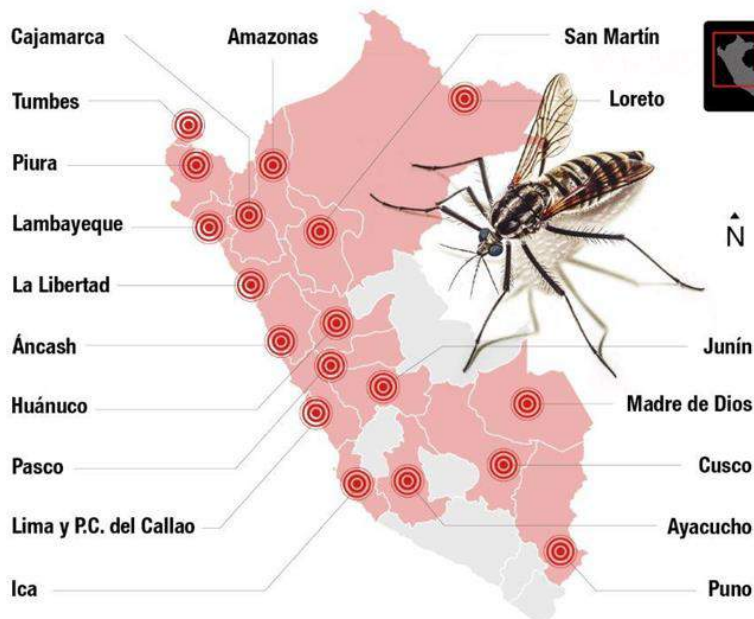 Cajamarca
Amazonas
San Martín
Tumbes
Loreto
Piura
Lambayeque
N
La Libertad
Áncash
Junín
Huánuco
Madre de Dios
Pasco
Cusco
Lima y P.C. del Callao
Ayacucho
Ica
Puno